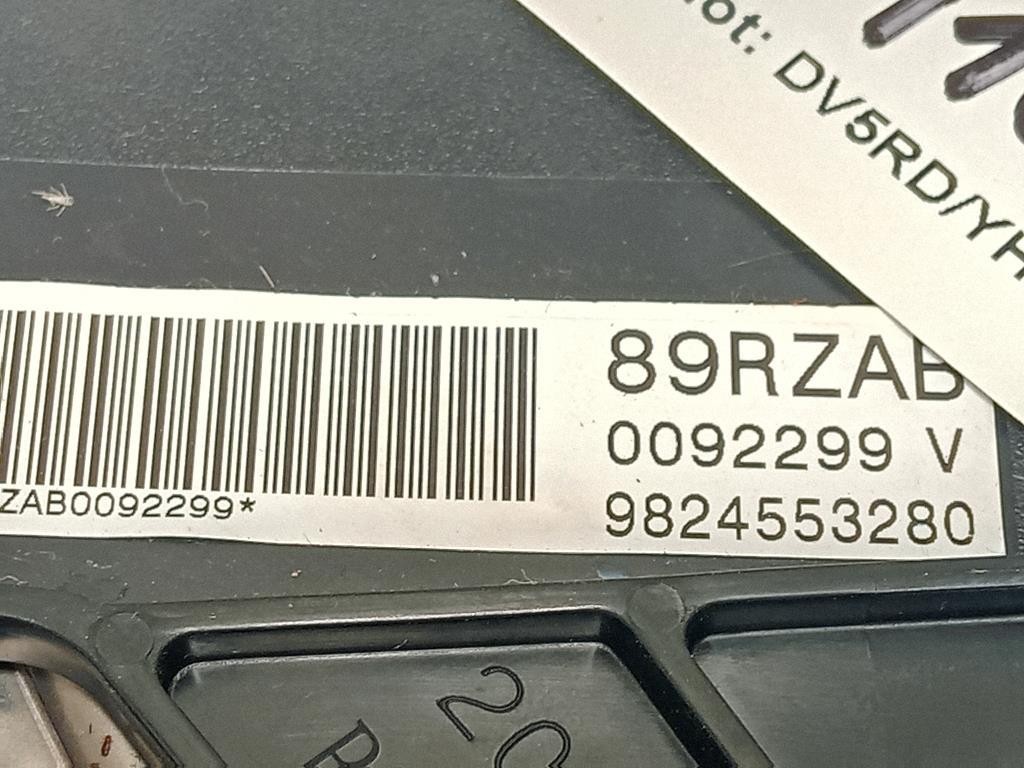 ot: DV5RD/YH
89RZAB
0092299 V
9824553280
ZAB0092299*